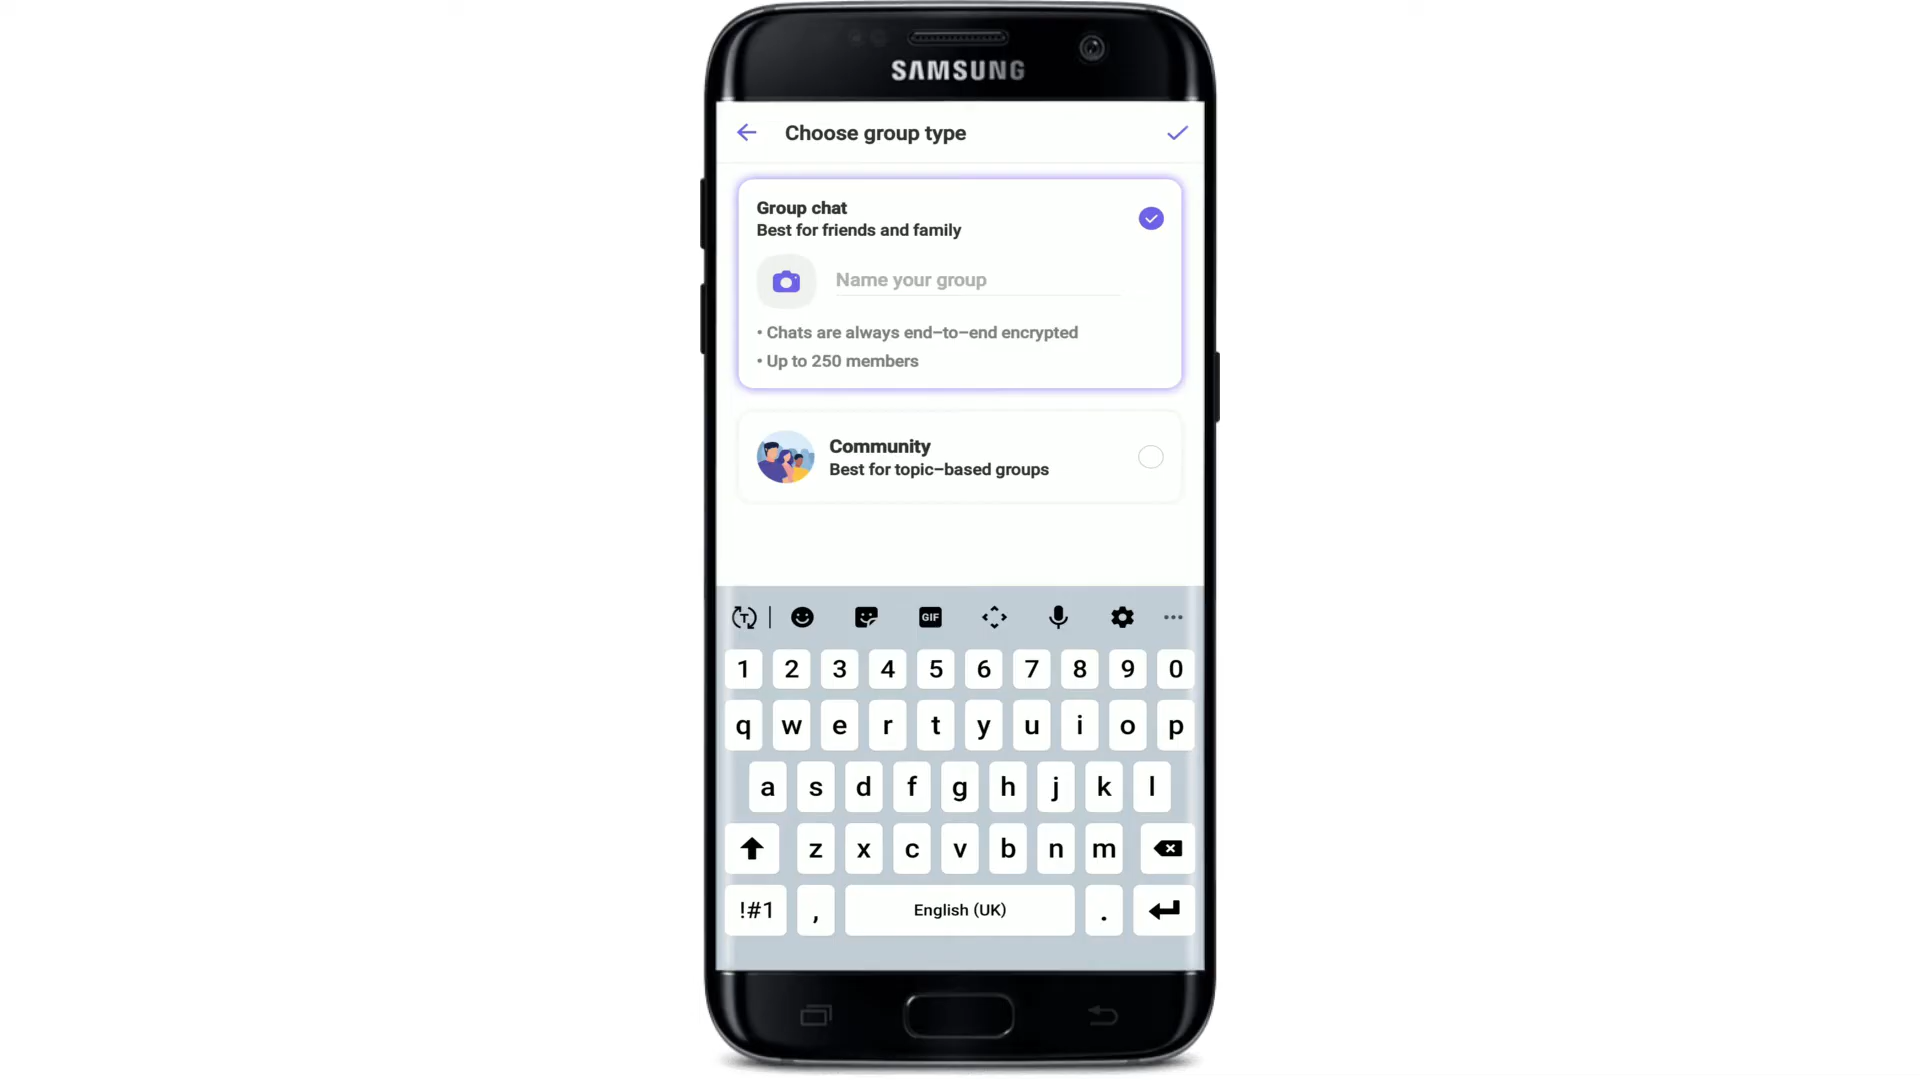 SAMSUNG
Choose group type
Group chat
Best for friends and family
Name your group
• Chats are always end-to-end encrypted
• Up to 250 members
Community
Best for topic-based groups
T GIF
1 2 3 4 5 6 7 8 9 0
q w e r t y u i o p
a s d f g h j k l
z x c v b n m
!#1 , English (UK) .